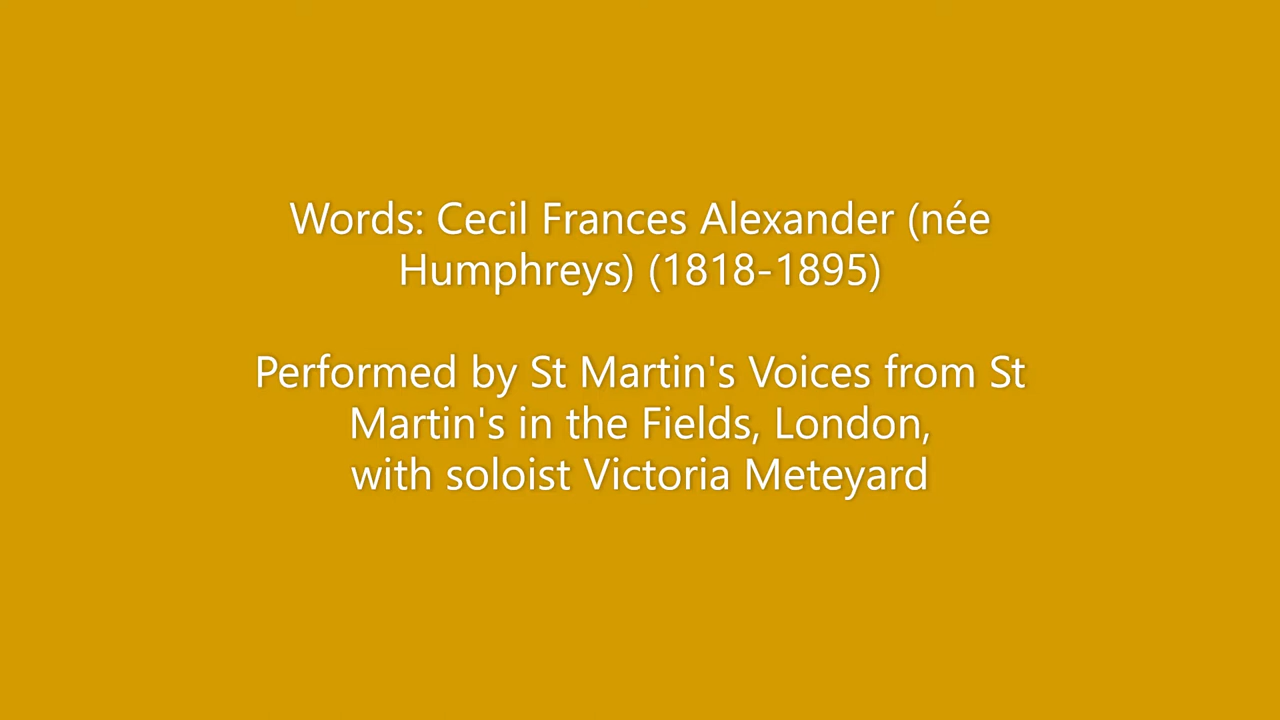 Words: Cecil Frances Alexander (née
Humphreys) (1818-1895)
Performed by St Martin's Voices from St
Martin's in the Fields, London,
with soloist Victoria Meteyard